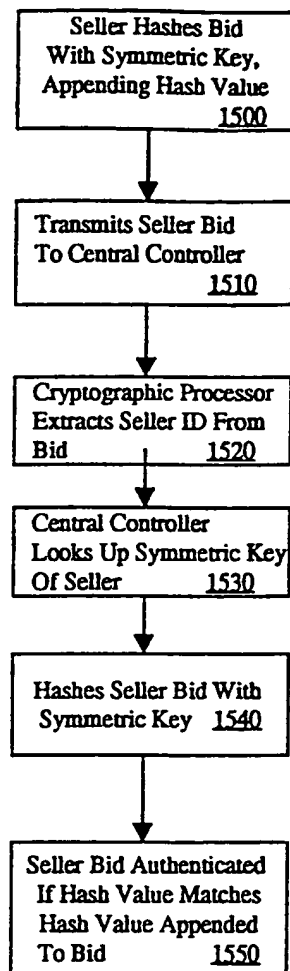 Seller Hashes Bid
With Symmetric Key,
Appending Hash Value
1500
Transmits Seller Bid
To Central Controller
1510
Cryptographic Processor
Extracts Seller ID From
Bid 1520
Central Controller
Looks Up Symmetric Key
Of Seller 1530
Hashes Seller Bid With
Symmetric Key 1540
Seller Bid Authenticated
If Hash Value Matches
Hash Value Appended
To Bid 1550